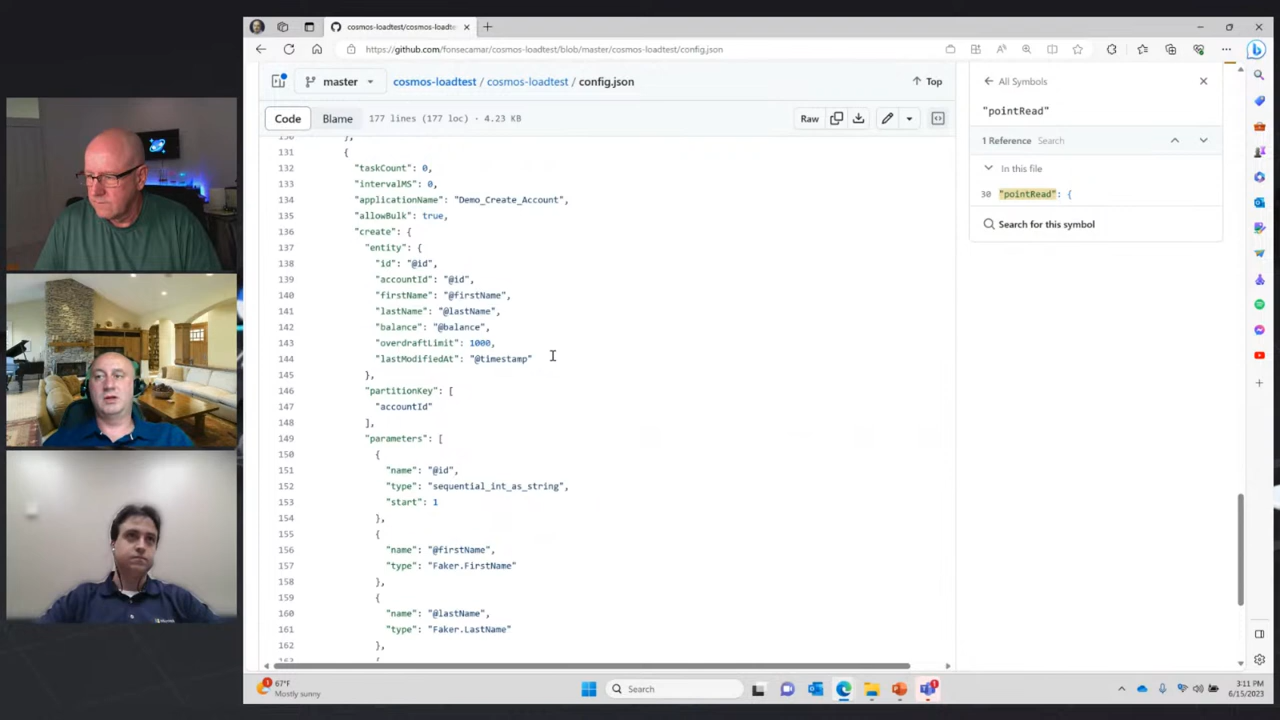 cosmos-loadtest/cosmos-loadte
https://github.com/fonsecamar/cosmos-loadtest/blob/master/cosmos-loadtest/config.json
master
cosmos-loadtest / cosmos-loadtest / config.json
Top
Code
Blame
177 lines (177 loc) · 4.23 KB
Raw
All Symbols
"pointRead"
1 Reference Search
In this file
30 "pointRead": {
Search for this symbol
150 },
131 {
132 "taskCount": 0,
133 "intervalMS": 0,
134 "applicationName": "Demo_Create_Account",
135 "allowBulk": true,
136 "create": {
137 "entity": {
138 "id": "@id",
139 "accountId": "@id",
140 "firstName": "@firstName",
141 "lastName": "@lastName",
142 "balance": "@balance",
143 "overdraftLimit": 1000,
144 "lastModifiedAt": "@timestamp"
145 },
146 "partitionKey": [
147 "accountId"
148 ],
149 "parameters": [
150 {
151 "name": "@id",
152 "type": "sequential_int_as_string",
153 "start": 1
154 },
155 {
156 "name": "@firstName",
157 "type": "Faker.FirstName"
158 },
159 {
160 "name": "@lastName",
161 "type": "Faker.LastName"
162 },
163 {
67°F
Mostly sunny
Search
3:11 PM
6/15/2023